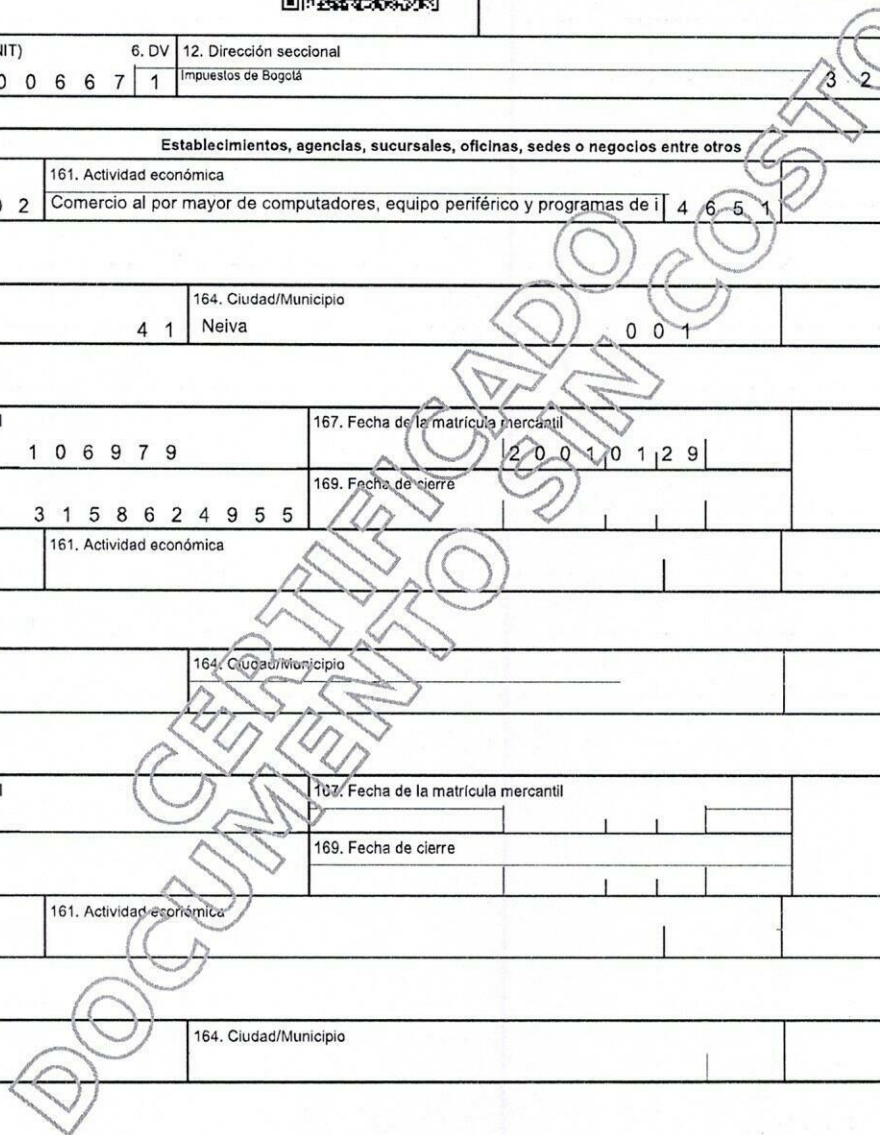 NIT) 6. DV 12. Dirección seccional
0 0 6 6 7 1 Impuestos de Bogotá 3 2
Establecimientos, agencias, sucursales, oficinas, sedes o negocios entre otros
161. Actividad económica
2 Comercio al por mayor de computadores, equipo periférico y programas de i 4 6 5 1
164. Ciudad/Municipio
4 1 Neiva 0 0 1
167. Fecha de la matrícula mercantil
1 0 6 9 7 9 2 0 0 1 0 1 2 9
169. Fecha de cierre
3 1 5 8 6 2 4 9 5 5
161. Actividad económica
164. Ciudad/Municipio
167. Fecha de la matrícula mercantil
169. Fecha de cierre
161. Actividad económica
164. Ciudad/Municipio
CERTIFICADO
DOCUMENTO SIN COSTO